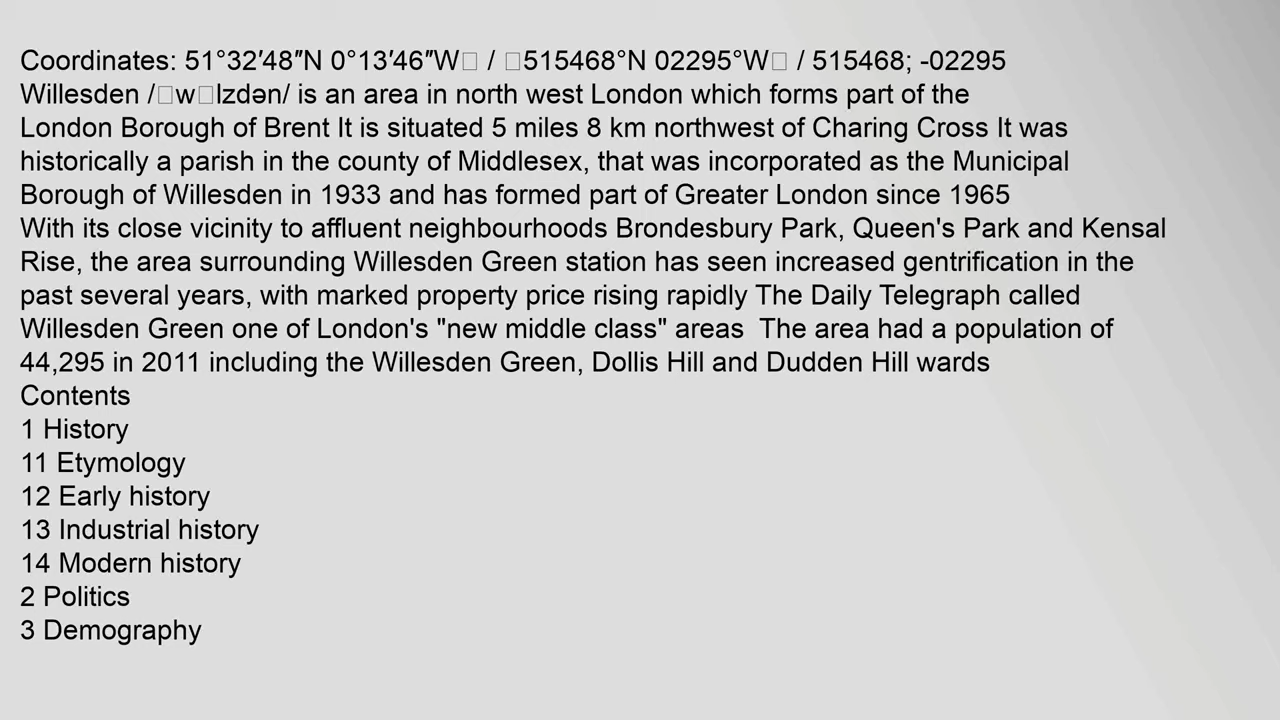 Coordinates: 51°32′48″N 0°13′46″W□ / □515468°N 02295°W□ / 515468; -02295
Willesden /□w□lzdən/ is an area in north west London which forms part of the
London Borough of Brent It is situated 5 miles 8 km northwest of Charing Cross It was
historically a parish in the county of Middlesex, that was incorporated as the Municipal
Borough of Willesden in 1933 and has formed part of Greater London since 1965
With its close vicinity to affluent neighbourhoods Brondesbury Park, Queen's Park and Kensal
Rise, the area surrounding Willesden Green station has seen increased gentrification in the
past several years, with marked property price rising rapidly The Daily Telegraph called
Willesden Green one of London's "new middle class" areas  The area had a population of
44,295 in 2011 including the Willesden Green, Dollis Hill and Dudden Hill wards
Contents
1 History
11 Etymology
12 Early history
13 Industrial history
14 Modern history
2 Politics
3 Demography